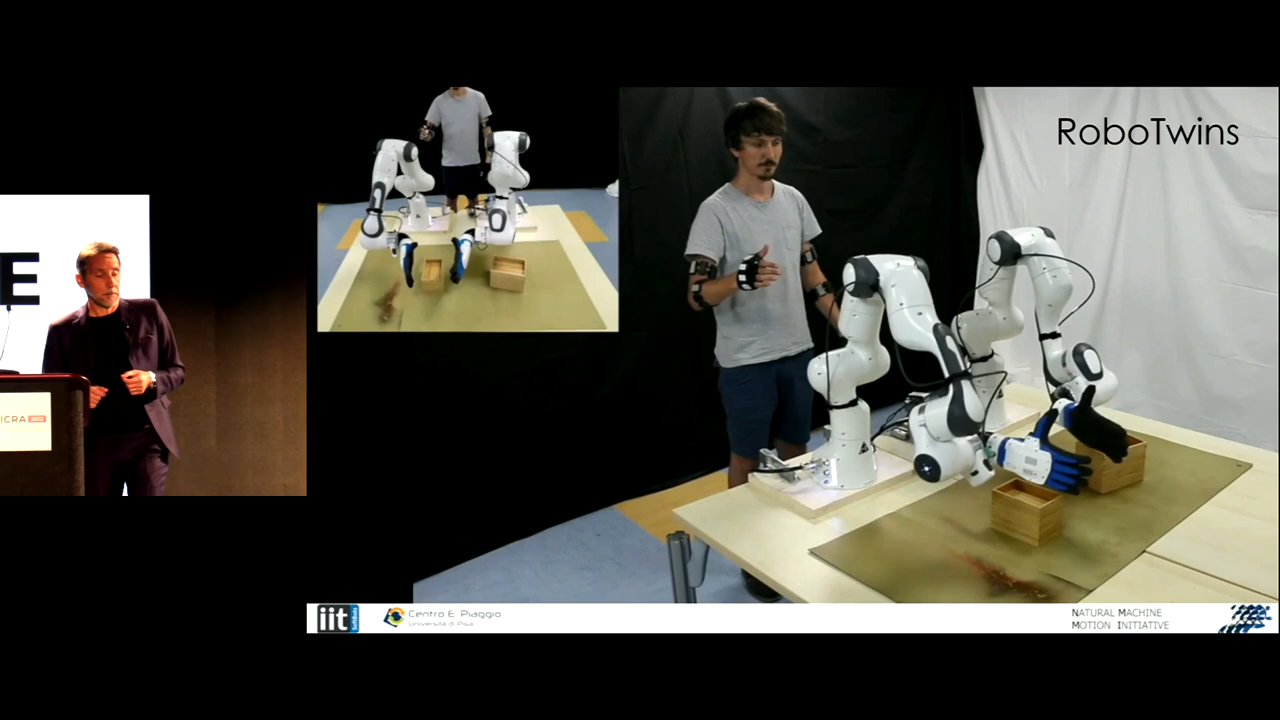 E
ICRA
RoboTwins
iit
Centro E. Piaggio
Università di Pisa
NATURAL MACHINE
MOTION INITIATIVE